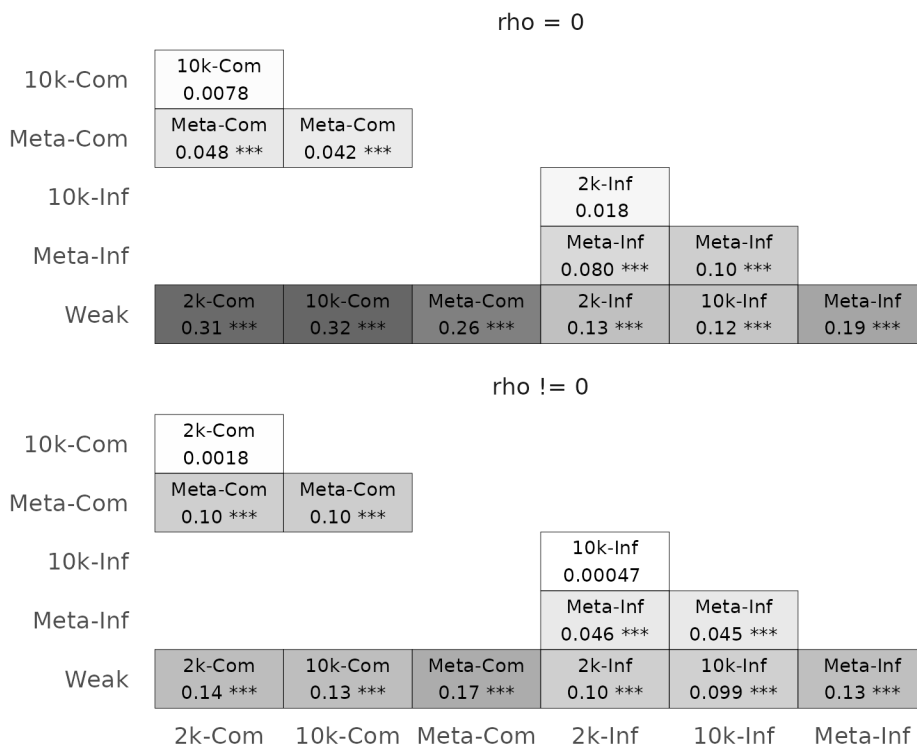 rho = 0
10k-Com
10k-Com
0.0078
Meta-Com
Meta-Com Meta-Com
0.048 *** 0.042 ***
10k-Inf
2k-Inf
0.018
Meta-Inf
Meta-Inf Meta-Inf
0.080 *** 0.10 ***
Weak
2k-Com 10k-Com Meta-Com 2k-Inf 10k-Inf Meta-Inf
0.31 *** 0.32 *** 0.26 *** 0.13 *** 0.12 *** 0.19 ***
rho != 0
10k-Com
2k-Com
0.0018
Meta-Com
Meta-Com Meta-Com
0.10 *** 0.10 ***
10k-Inf
10k-Inf
0.00047
Meta-Inf
Meta-Inf Meta-Inf
0.046 *** 0.045 ***
Weak
2k-Com 10k-Com Meta-Com 2k-Inf 10k-Inf Meta-Inf
0.14 *** 0.13 *** 0.17 *** 0.10 *** 0.099 *** 0.13 ***
2k-Com 10k-Com Meta-Com 2k-Inf 10k-Inf Meta-Inf